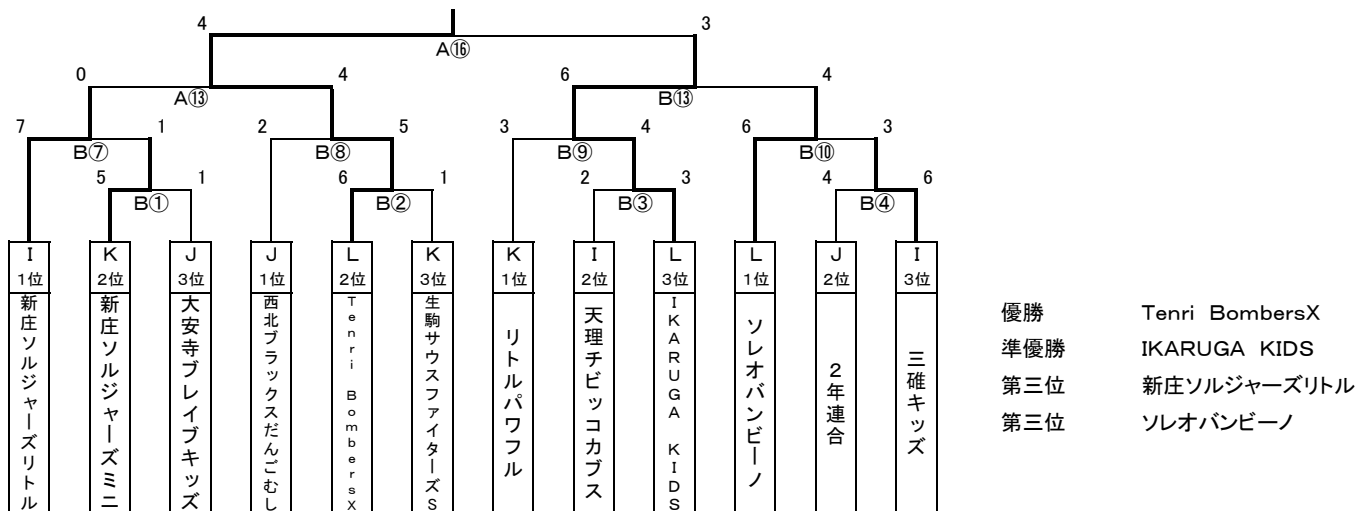 4 3
A⑯
0 4 6 4
A⑬ B⑬
7 1 2 5 3 4 6 3
B⑦ B⑧ B⑨ B⑩
5 1 6 1 2 3 4 6
B① B② B③ B④
I K J J L K K I L L J I
1位 2位 3位 1位 2位 3位 1位 2位 3位 1位 2位 3位
新庄ソルジャーズリトル
新庄ソルジャーズミニ
大安寺ブレイブキッズ
西北ブラックスだんごむし
Tenri BombersX
生駒サウスファイターズS
リトルパワフル
天理チビッコカブス
IKARUGA KIDS
ソレオバンビーノ
2年連合
三碓キッズ
優勝 Tenri BombersX
準優勝 IKARUGA KIDS
第三位 新庄ソルジャーズリトル
第三位 ソレオバンビーノ